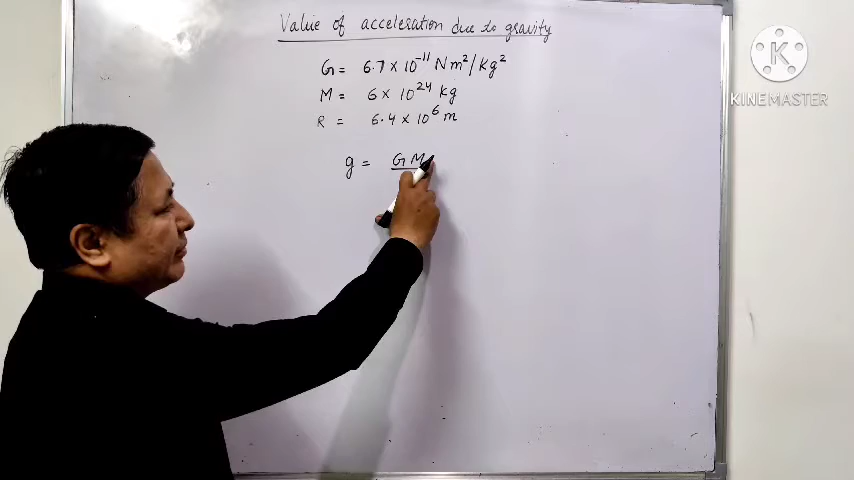 Value of acceleration due to gravity
G = 6.7 × 10⁻¹¹ Nm²/Kg²
M = 6 × 10²⁴ kg
R = 6.4 × 10⁶ m
g = GM
K
KINEMASTER